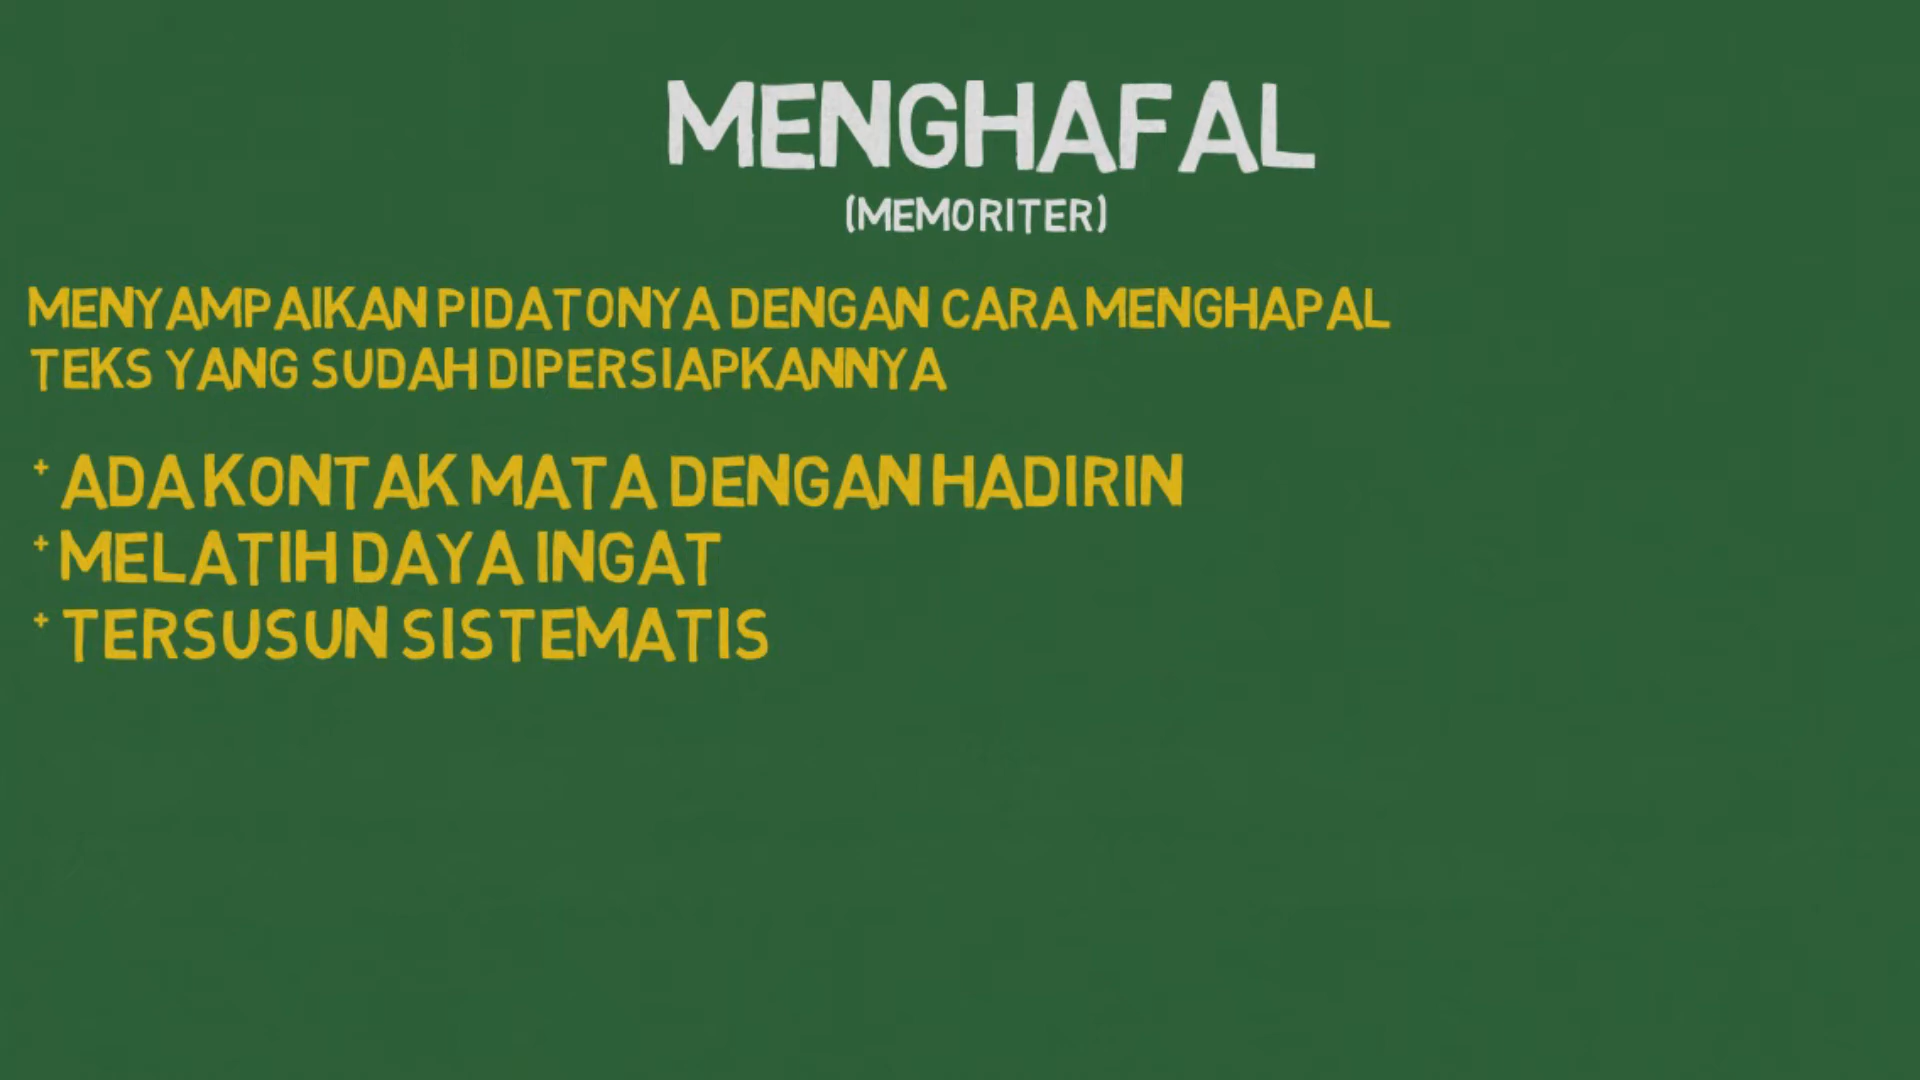 MENGHAFAL
(MEMORITER)
MENYAMPAIKAN PIDATONYA DENGAN CARA MENGHAPAL
TEKS YANG SUDAH DIPERSIAPKANNYA
+ ADA KONTAK MATA DENGAN HADIRIN
+ MELATIH DAYA INGAT
+ TERSUSUN SISTEMATIS